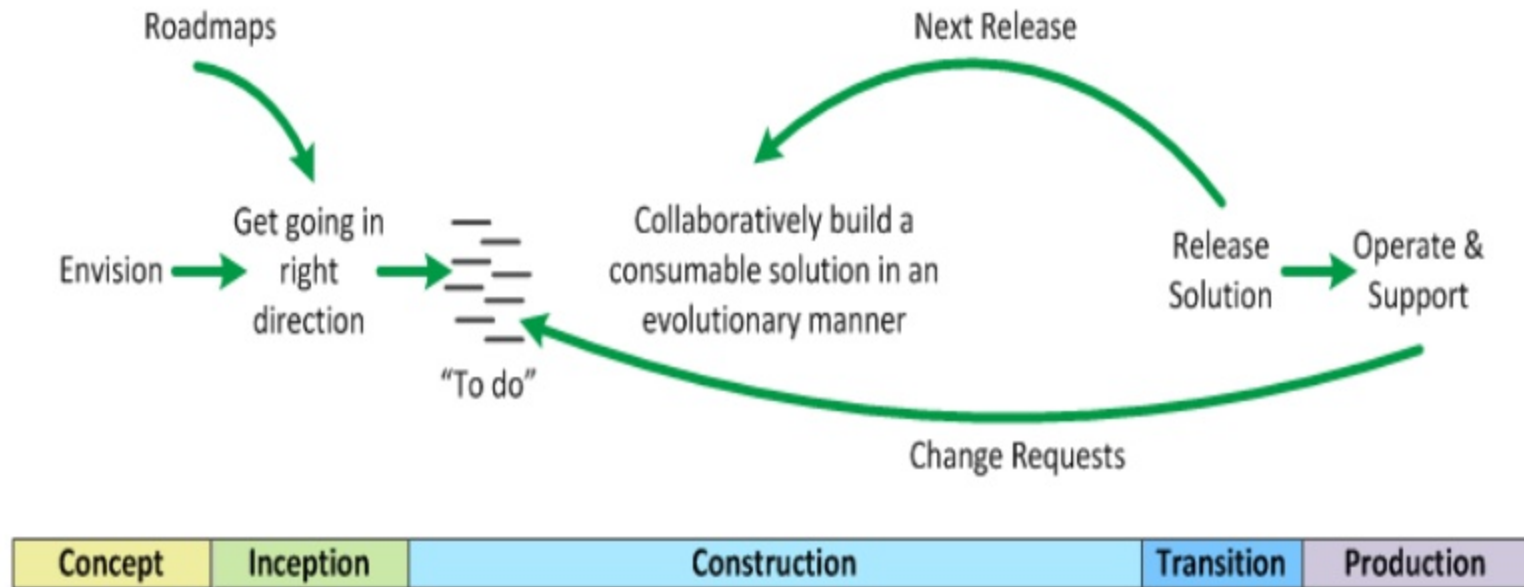 Roadmaps
Next Release
Envision
Get going in
right
direction
“To do”
Collaboratively build a
consumable solution in an
evolutionary manner
Release
Solution
Operate &
Support
Change Requests
Concept
Inception
Construction
Transition
Production